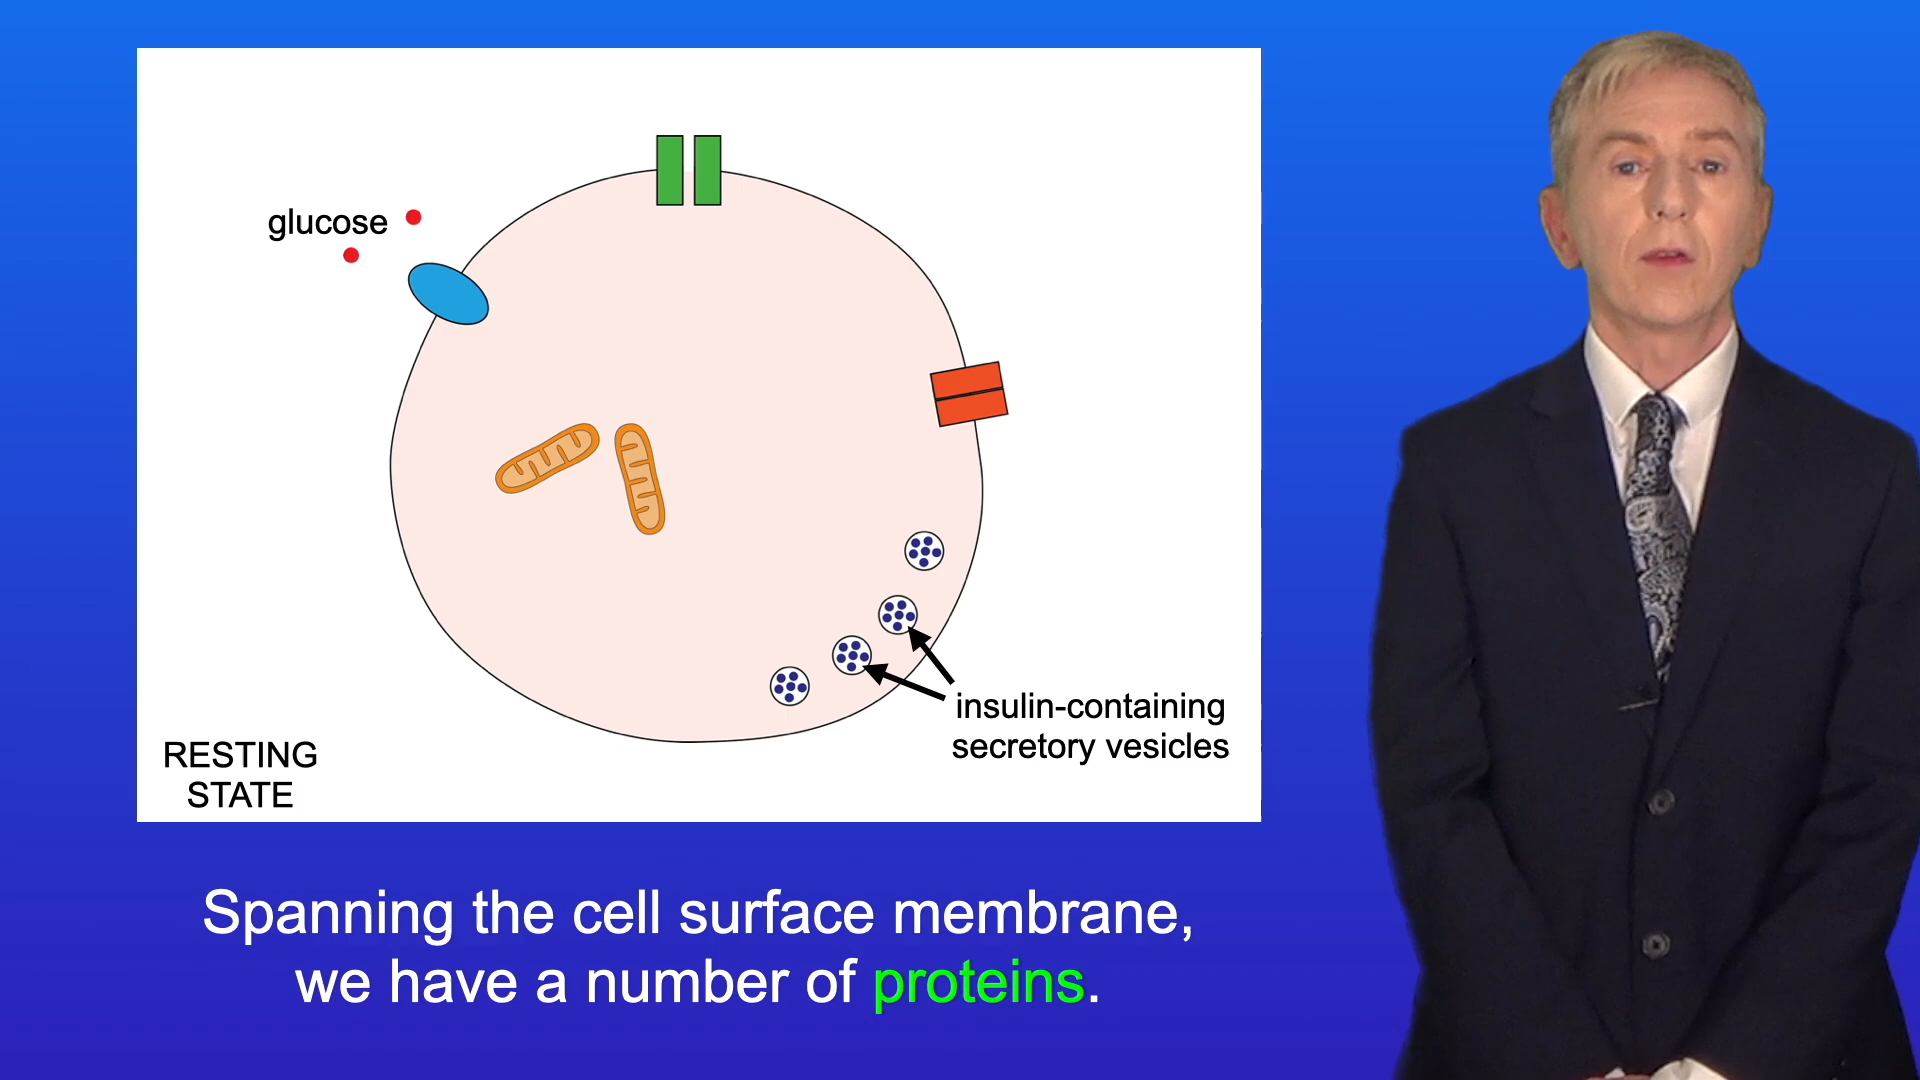 glucose
insulin-containing
secretory vesicles
RESTING
STATE
Spanning the cell surface membrane,
we have a number of proteins.